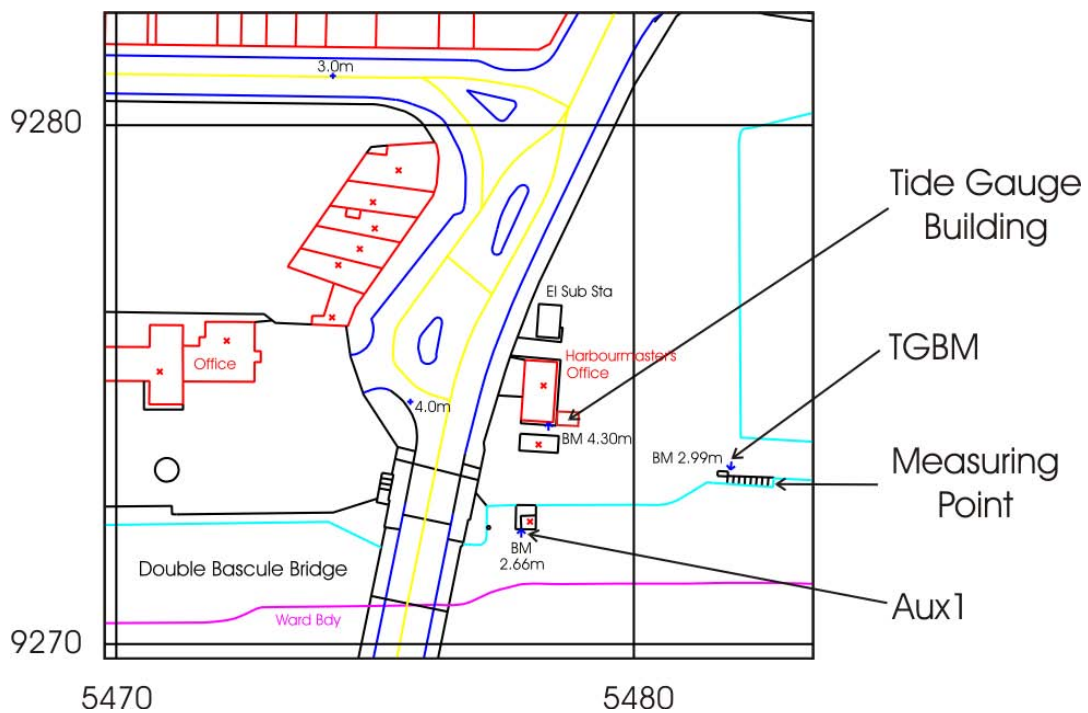 3.0m
9280
Tide Gauge
Building
El Sub Sta
Harbourmasters
Office
Office
TGBM
4.0m
BM 4.30m
BM 2.99m
Measuring
Point
BM
2.66m
Double Bascule Bridge
Aux1
Ward Bdy
9270
5470
5480